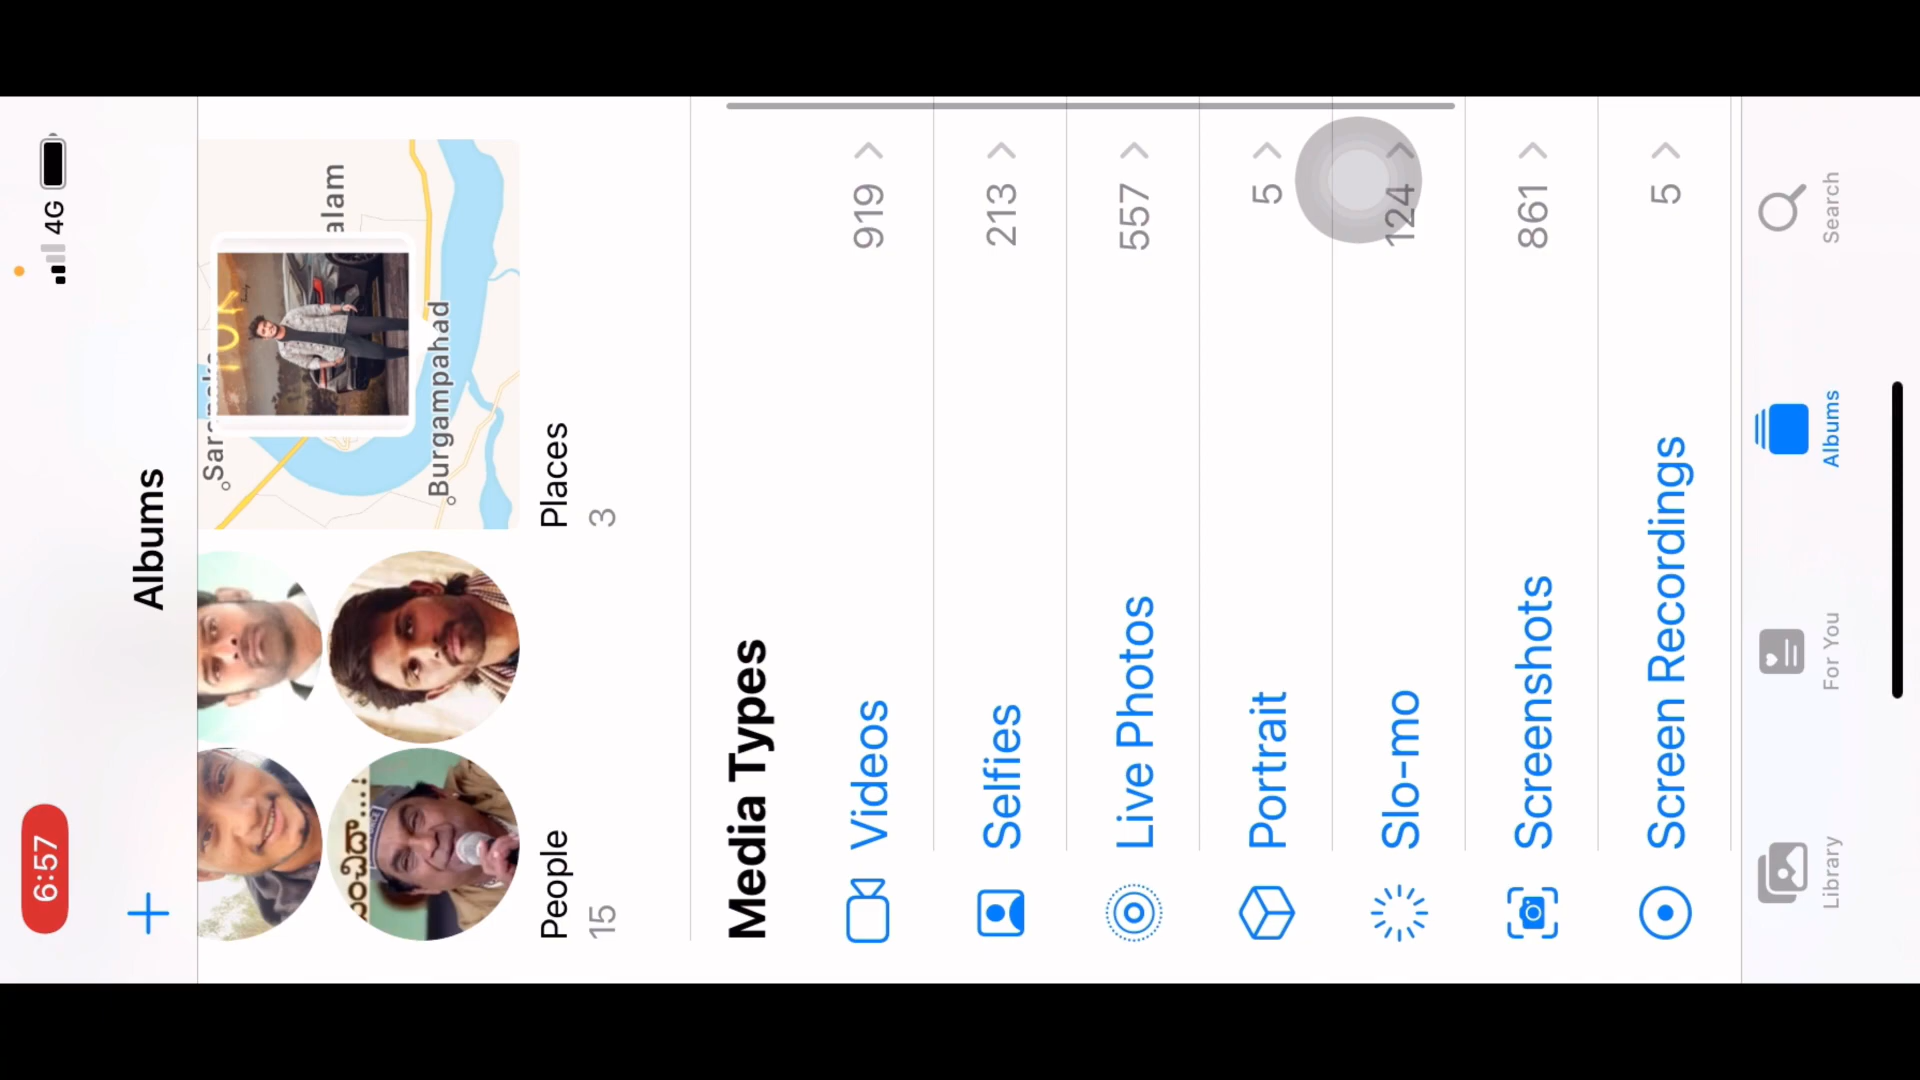 6:57
4G
Albums
alam
Burgampahad
People
15
Places
3
Media Types
Videos 919
Selfies 213
Live Photos 557
Portrait 5
Slo-mo 124
Screenshots 861
Screen Recordings 5
Library
For You
Albums
Search